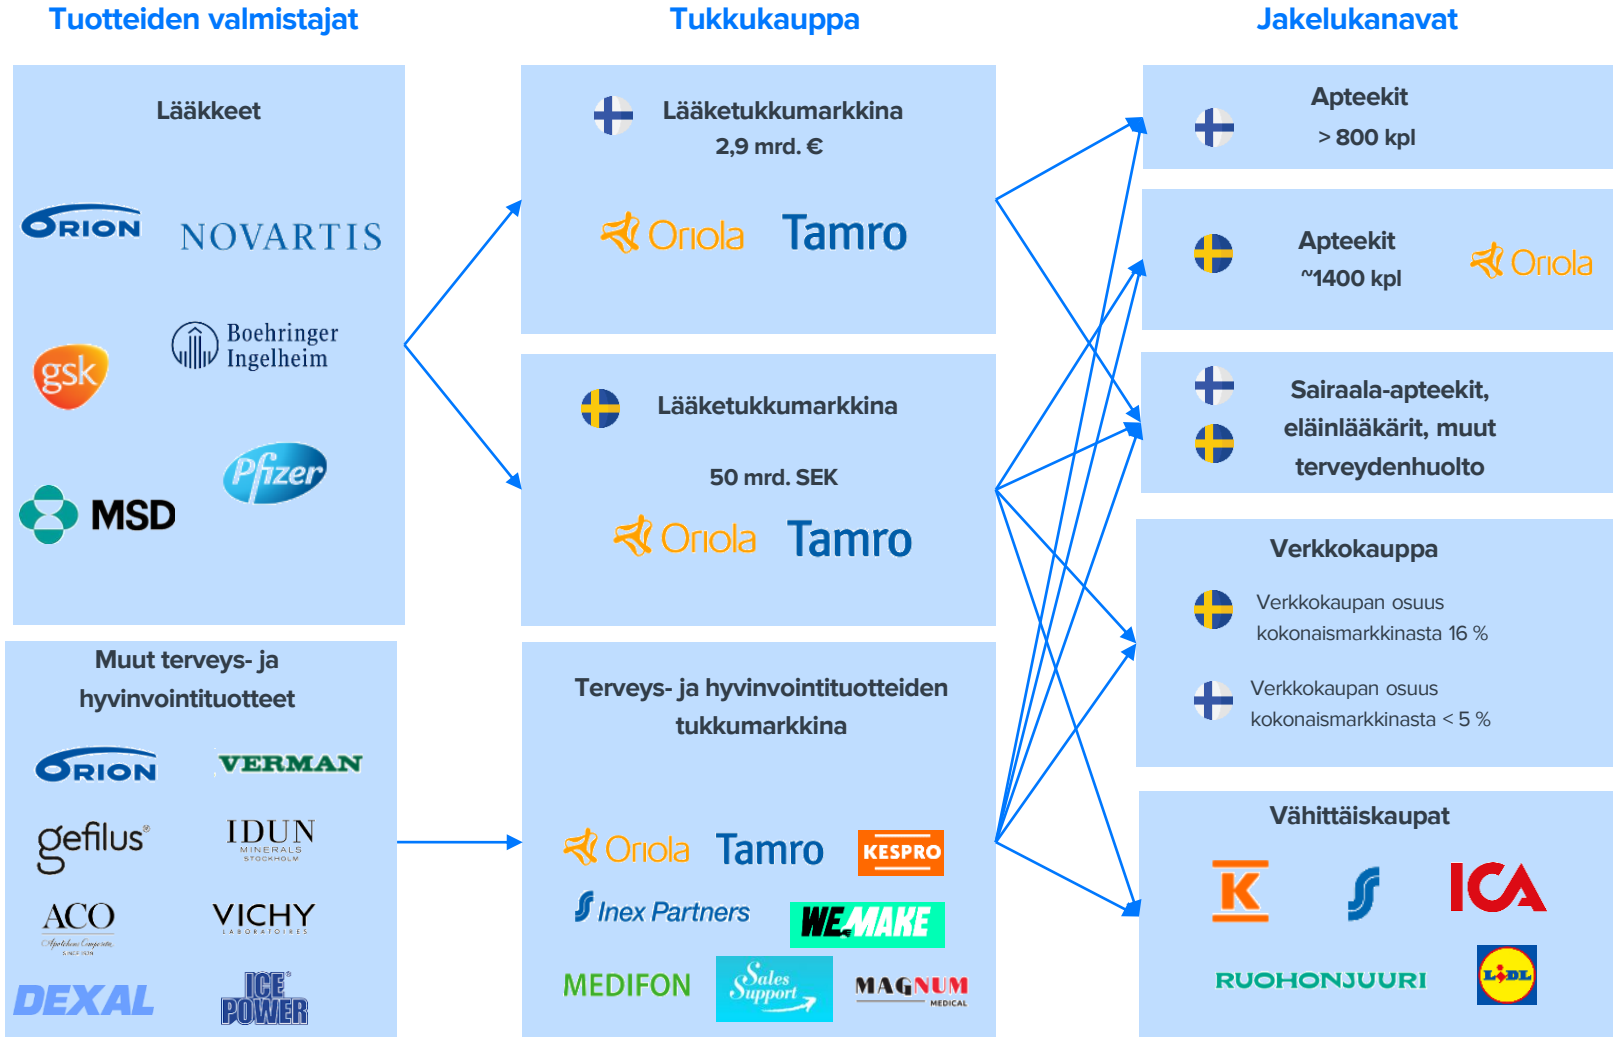 Tuotteiden valmistajat
Tukkukauppa
Jakelukanavat
Lääkkeet
ORION
NOVARTIS
gsk
Boehringer
Ingelheim
Pfizer
MSD
Muut terveys- ja
hyvinvointituotteet
ORION
VERMAN
gefilus®
IDUN
MINERALS
STOCKHOLM
ACO
VICHY
LABORATOIRES
DEXAL
ICE
POWER®
Lääketukkumarkkina
2,9 mrd. €
Oriola
Tamro
Lääketukkumarkkina
50 mrd. SEK
Oriola
Tamro
Terveys- ja hyvinvointituotteiden
tukkumarkkina
Oriola
Tamro
KESPRO
Inex Partners
WE MAKE
MEDIFON
Sales
Support
MAGNUM
MEDICAL
Apteekit
> 800 kpl
Apteekit
~1400 kpl
Oriola
Sairaala-apteekit,
eläinlääkärit, muut
terveydenhuolto
Verkkokauppa
Verkkokaupan osuus
kokonaismarkkinasta 16 %
Verkkokaupan osuus
kokonaismarkkinasta < 5 %
Vähittäiskaupat
K
S
ICA
RUOHONJUURI
LIDL